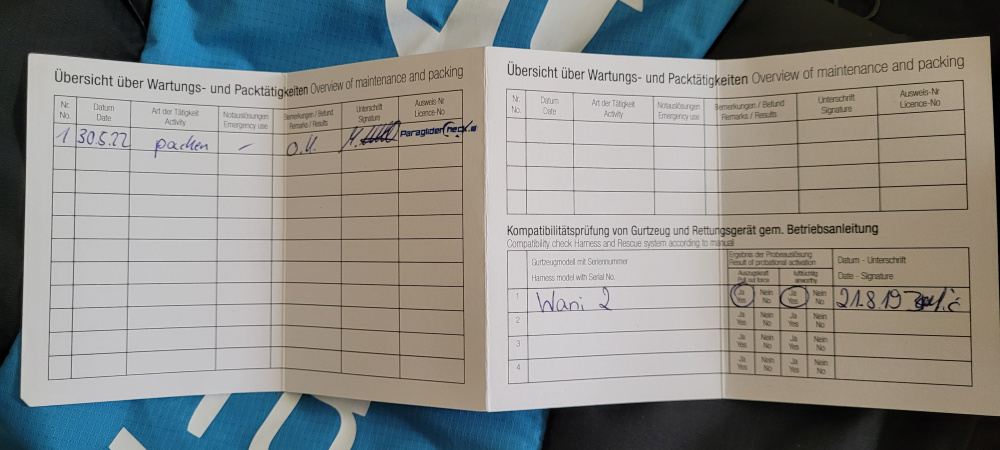 Übersicht über Wartungs- und Packtätigkeiten Overview of maintenance and packing
Nr. No.
Datum Date
Art der Tätigkeit Activity
Notauslösungen Emergency use
Bemerkungen / Befund Remarks / Results
Unterschrift Signature
Ausweis-Nr Licence-No
1 30.5.22 packen – O.K.
Übersicht über Wartungs- und Packtätigkeiten Overview of maintenance and packing
Nr. No.
Datum Date
Art der Tätigkeit Activity
Notauslösungen Emergency use
Bemerkungen / Befund Remarks / Results
Unterschrift Signature
Ausweis-Nr Licence-No
Kompatibilitätsprüfung von Gurtzeug und Rettungsgerät gem. Betriebsanleitung
Compatibility check Harness and Rescue system according to manual
Gurtzeugmodell mit Seriennummer
Harness model with Serial No.
Ergebnis der Probeauslösung
Result of probational activation
Auszugskraft
Pull out force
lufttüchtig
airworthy
Datum - Unterschrift
Date - Signature
1 Wani 2 Ja Yes Nein No Ja Yes Nein No 21.8.19
2 Ja Yes Nein No Ja Yes Nein No
3 Ja Yes Nein No Ja Yes Nein No
4 Ja Yes Nein No Ja Yes Nein No